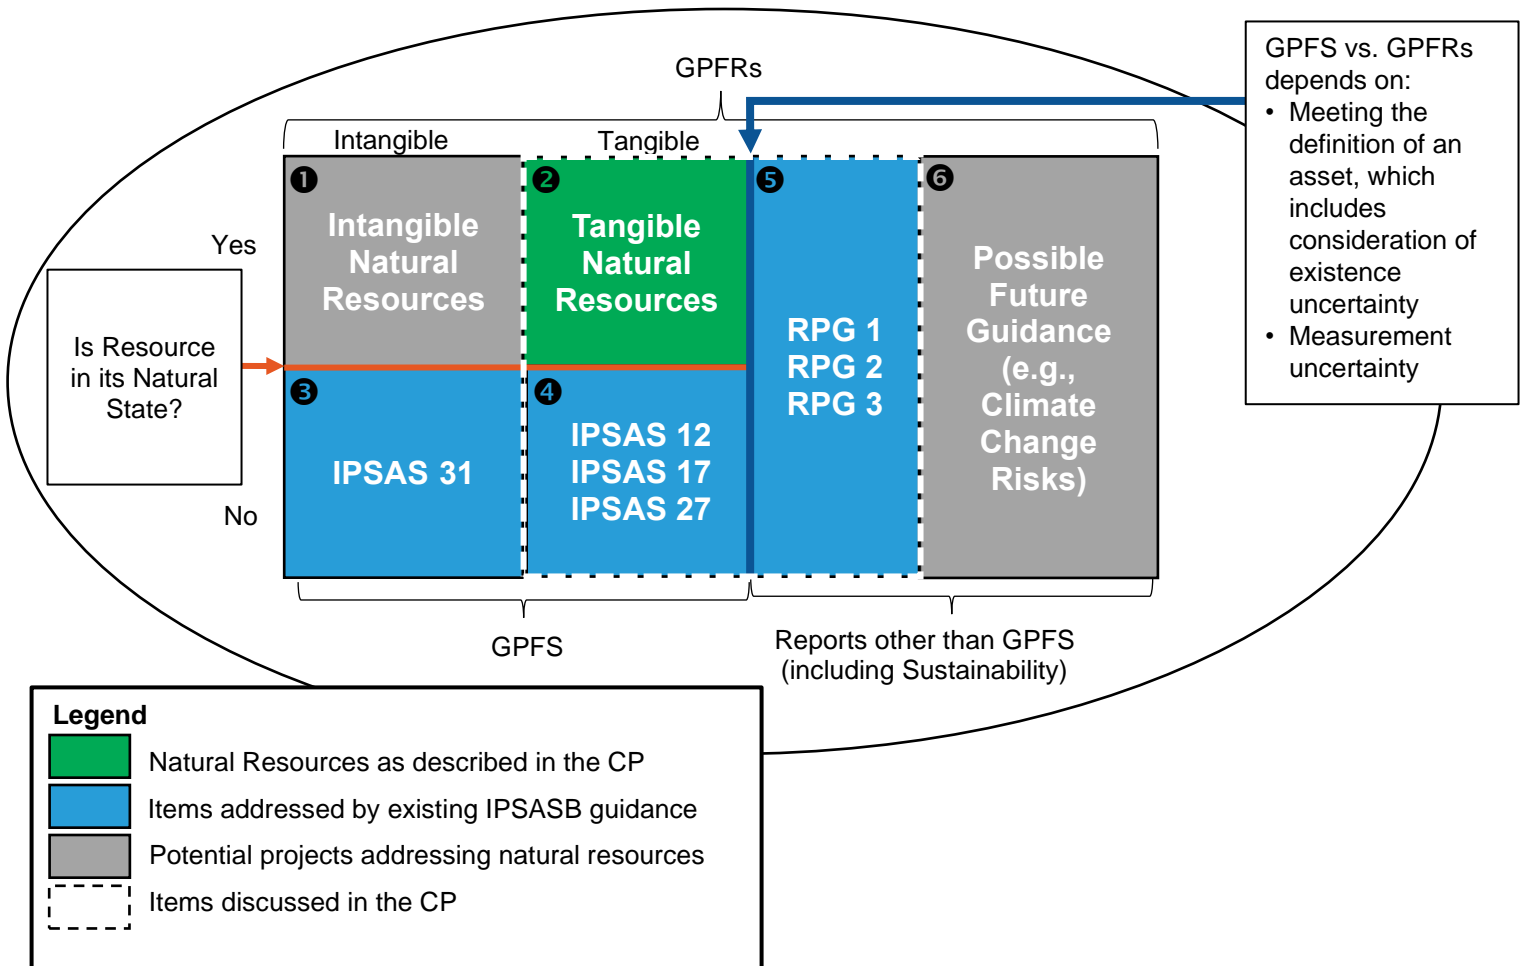 GPFRs
GPFS vs. GPFRs
depends on:
• Meeting the
definition of an
asset, which
includes
consideration of
existence
uncertainty
• Measurement
uncertainty
Intangible
Tangible
❶
Intangible
Natural
Resources
❷
Tangible
Natural
Resources
❺
RPG 1
RPG 2
RPG 3
❻
Possible
Future
Guidance
(e.g.,
Climate
Change
Risks)
Yes
Is Resource
in its Natural
State?
No
❸
IPSAS 31
❹
IPSAS 12
IPSAS 17
IPSAS 27
GPFS
Reports other than GPFS
(including Sustainability)
Legend
Natural Resources as described in the CP
Items addressed by existing IPSASB guidance
Potential projects addressing natural resources
Items discussed in the CP